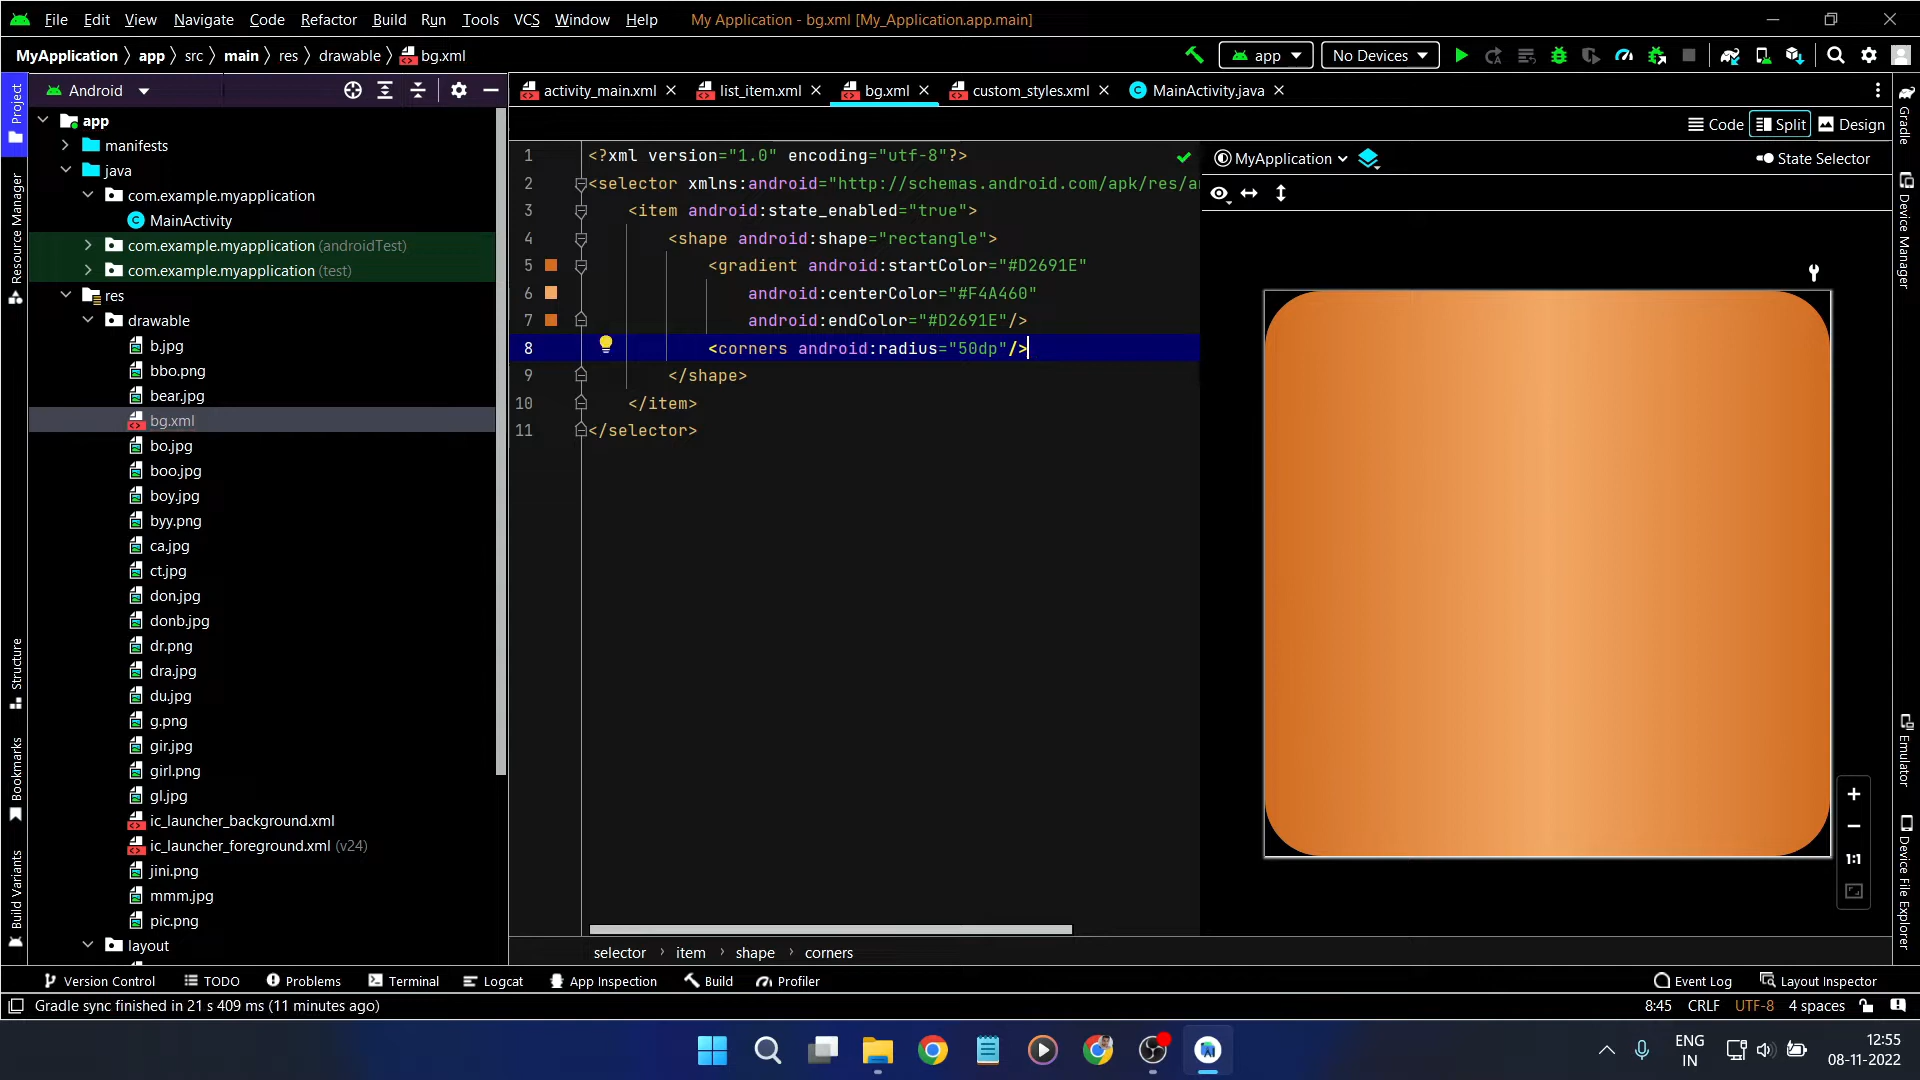 File Edit View Navigate Code Refactor Build Run Tools VCS Window Help My Application - bg.xml [My_Application.app.main]
MyApplication app src main res drawable bg.xml app No Devices
Android activity_main.xml list_item.xml bg.xml custom_styles.xml MainActivity.java
Code Split Design
MyApplication State Selector
Project
Resource Manager
Structure
Bookmarks
Build Variants
app
manifests
java
com.example.myapplication
MainActivity
com.example.myapplication (androidTest)
com.example.myapplication (test)
res
drawable
b.jpg
bbo.png
bear.jpg
bg.xml
bo.jpg
boo.jpg
boy.jpg
byy.png
ca.jpg
ct.jpg
don.jpg
donb.jpg
dr.png
dra.jpg
du.jpg
g.png
gir.jpg
girl.png
gl.jpg
ic_launcher_background.xml
ic_launcher_foreground.xml (v24)
jini.png
mmm.jpg
pic.png
layout
1 <?xml version="1.0" encoding="utf-8"?>
2 <selector xmlns:android="http://schemas.android.com/apk/res/an
3 <item android:state_enabled="true">
4 <shape android:shape="rectangle">
5 <gradient android:startColor="#D2691E"
6 android:centerColor="#F4A460"
7 android:endColor="#D2691E"/>
8 <corners android:radius="50dp"/>
9 </shape>
10 </item>
11 </selector>
1:1
Gradle
Device Manager
Emulator
Device File Explorer
selector › item › shape › corners
Version Control TODO Problems Terminal Logcat App Inspection Build Profiler Event Log Layout Inspector
Gradle sync finished in 21 s 409 ms (11 minutes ago) 8:45 CRLF UTF-8 4 spaces
ENG
IN
12:55
08-11-2022